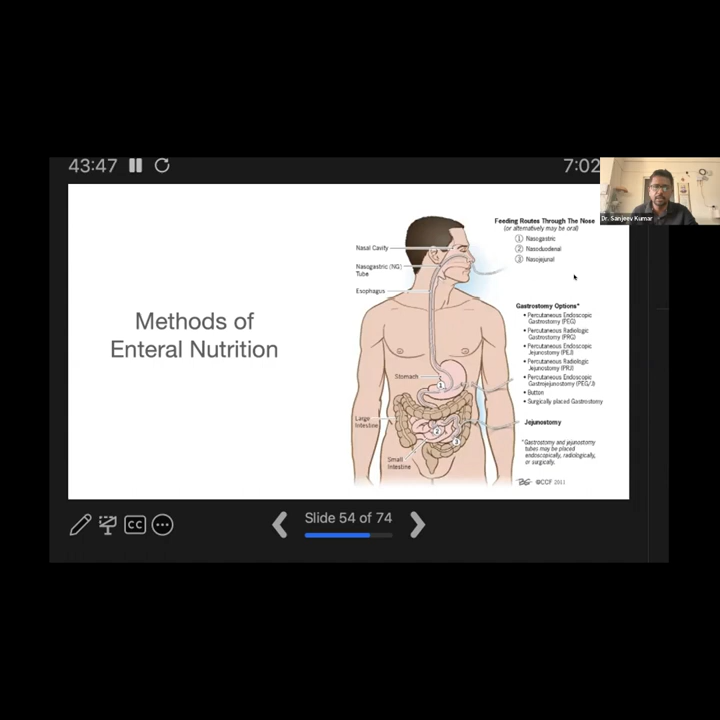 43:47
7:02
Dr. Sanjeev Kumar
Methods of
Enteral Nutrition
Nasal Cavity
Nasogastric (NG)
Tube
Esophagus
Stomach
Large
Intestine
Small
Intestine
1
2
3
Feeding Routes Through The Nose
(or alternatively may be oral)
1 Nasogastric
2 Nasoduodenal
3 Nasojejunal
Gastrostomy Options*
• Percutaneous Endoscopic
Gastrostomy (PEG)
• Percutaneous Radiologic
Gastrostomy (PRG)
• Percutaneous Endoscopic
Jejunostomy (PEJ)
• Percutaneous Radiologic
Jejunostomy (PRJ)
• Percutaneous Endoscopic
Gastrojejunostomy (PEG/J)
• Button
• Surgically placed Gastrostomy
Jejunostomy
*Gastrostomy and jejunostomy
tubes may be placed
endoscopically, radiologically,
or surgically.
©CCF 2011
CC
Slide 54 of 74